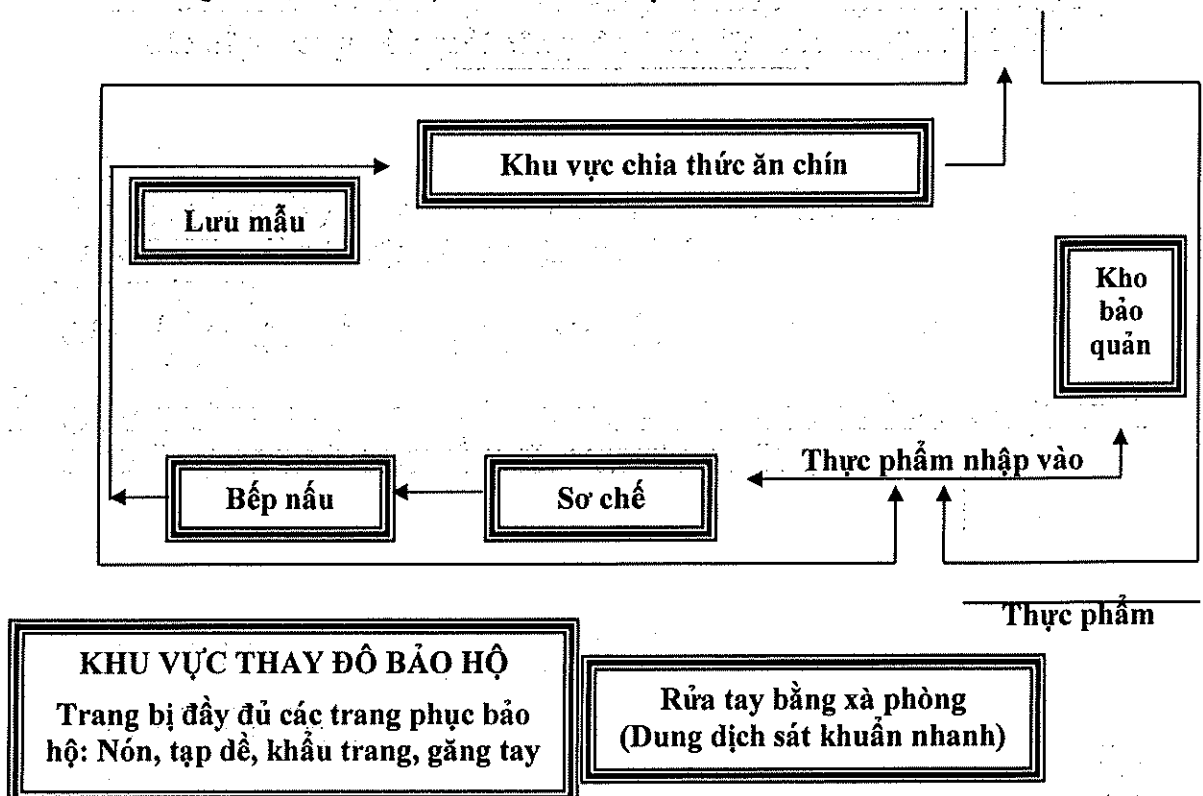 Khu vực chia thức ăn chín
Lưu mẫu
Kho
bảo
quản
Thực phẩm nhập vào
Bếp nấu
Sơ chế
Thực phẩm
KHU VỰC THAY ĐỒ BẢO HỘ
Trang bị đầy đủ các trang phục bảo
hộ: Nón, tạp dề, khẩu trang, găng tay
Rửa tay bằng xà phòng
(Dung dịch sát khuẩn nhanh)